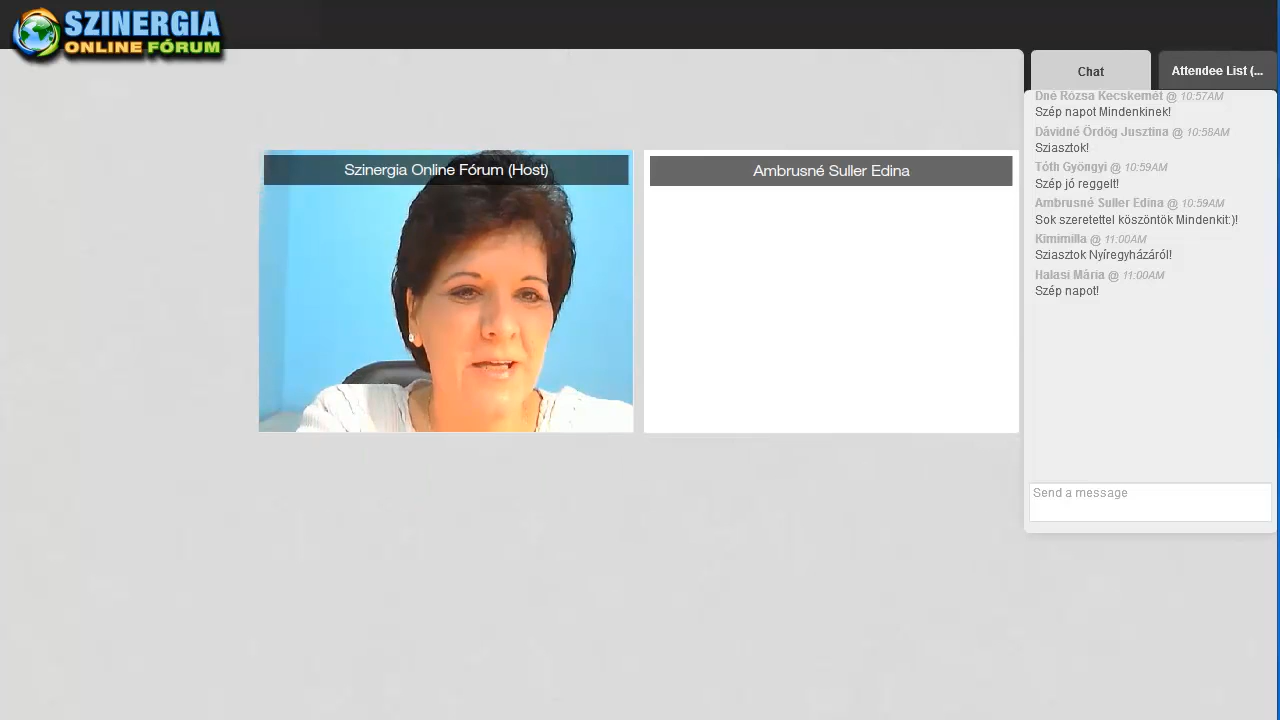 SZINERGIA
ONLINE FÓRUM
Szinergia Online Fórum (Host)
Ambrusné Suller Edina
Chat
Attendee List (...
Dné Rózsa Kecskemét @ 10:57AM
Szép napot Mindenkinek!
Dávidné Ördög Jusztina @ 10:58AM
Sziasztok!
Tóth Gyöngyi @ 10:59AM
Szép jó reggelt!
Ambrusné Suller Edina @ 10:59AM
Sok szeretettel köszöntök Mindenkit:)!
Kimimilla @ 11:00AM
Sziasztok Nyíregyházáról!
Halasi Mária @ 11:00AM
Szép napot!
Send a message